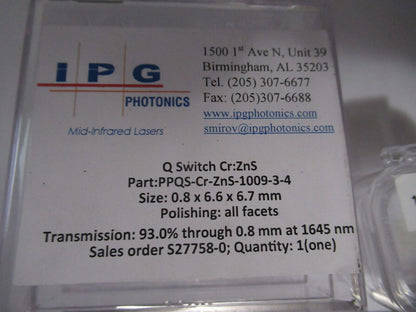 IPG
PHOTONICS
Mid-Infrared Lasers
1500 1st Ave N, Unit 39
Birmingham, AL 35203
Tel. (205) 307-6677
Fax: (205)307-6688
www.ipgphotonics.com
smirov@ipgphotonics.com
Q Switch Cr:ZnS
Part:PPQS-Cr-ZnS-1009-3-4
Size: 0.8 x 6.6 x 6.7 mm
Polishing: all facets
Transmission: 93.0% through 0.8 mm at 1645 nm
Sales order S27758-0; Quantity: 1(one)